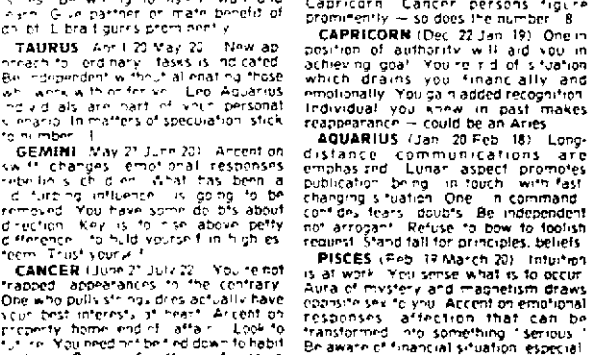 to learn. Give partner or mate benefit of
doubt. Libra figures prominently.
TAURUS (April 20 May 20) New ap
proach to ordinary tasks is indicated.
Be independent without alienating those
who work with or for you. Leo Aquarius
individuals are part of your personal
scenario. In matters of speculation stick
to number 1
GEMINI (May 21 June 20) Accent on
swift changes, emotional responses
rebellious children. What has been a
disturbing influence is going to be
removed. You have some doubts about
direction. Key is to rise above petty
difference to hold yourself in high es
teem. Trust yourself
CANCER (June 21 July 22) You're not
trapped appearances to the contrary.
One who pulls strings does actually have
your best interests at heart. Accent on
property home end of affair. Look to
future. You need not be tied down to habit
Capricorn Cancer persons figure
prominently — so does the number 8
CAPRICORN (Dec. 22 Jan 19) One in
position of authority will aid you in
achieving goal. You're rid of situation
which drains you financially and
emotionally. You gain added recognition.
Individual you knew in past makes
reappearance — could be an Aries
AQUARIUS (Jan 20 Feb 18) Long-
distance communications are
emphasized. Lunar aspect promotes
publication being in touch with fast
changing situation. One in command
confides fears doubts. Be independent
not arrogant. Refuse to bow to foolish
request. Stand tall for principles, beliefs
PISCES (Feb. 19 March 20) Intuition
is at work. You sense what is to occur
Aura of mystery and magnetism draws
opposite sex to you. Accent on emotional
responses affection that can be
transformed into something "serious."
Be aware of financial situation especial